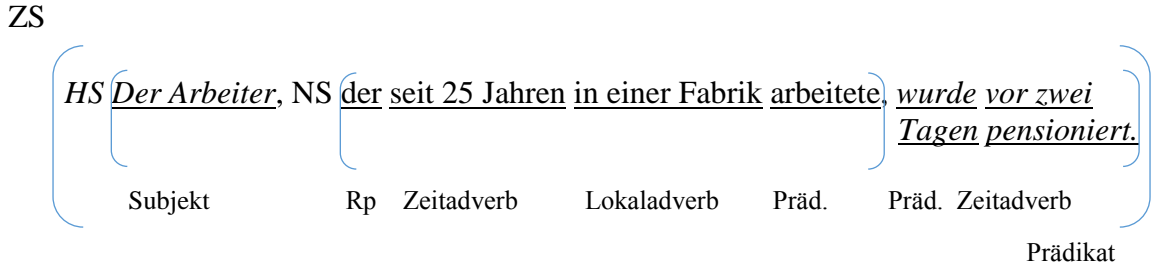 ZS
HS Der Arbeiter, NS der seit 25 Jahren in einer Fabrik arbeitete, wurde vor zwei
Tagen pensioniert.
Subjekt Rp Zeitadverb Lokaladverb Präd. Präd. Zeitadverb
Prädikat